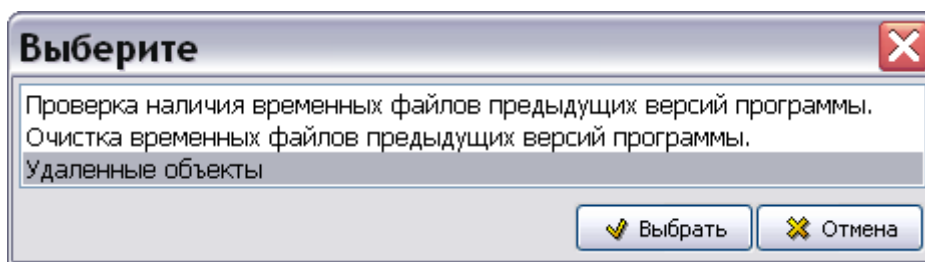 Выберите
Проверка наличия временных файлов предыдущих версий программы.
Очистка временных файлов предыдущих версий программы.
Удаленные объекты
Выбрать Отмена